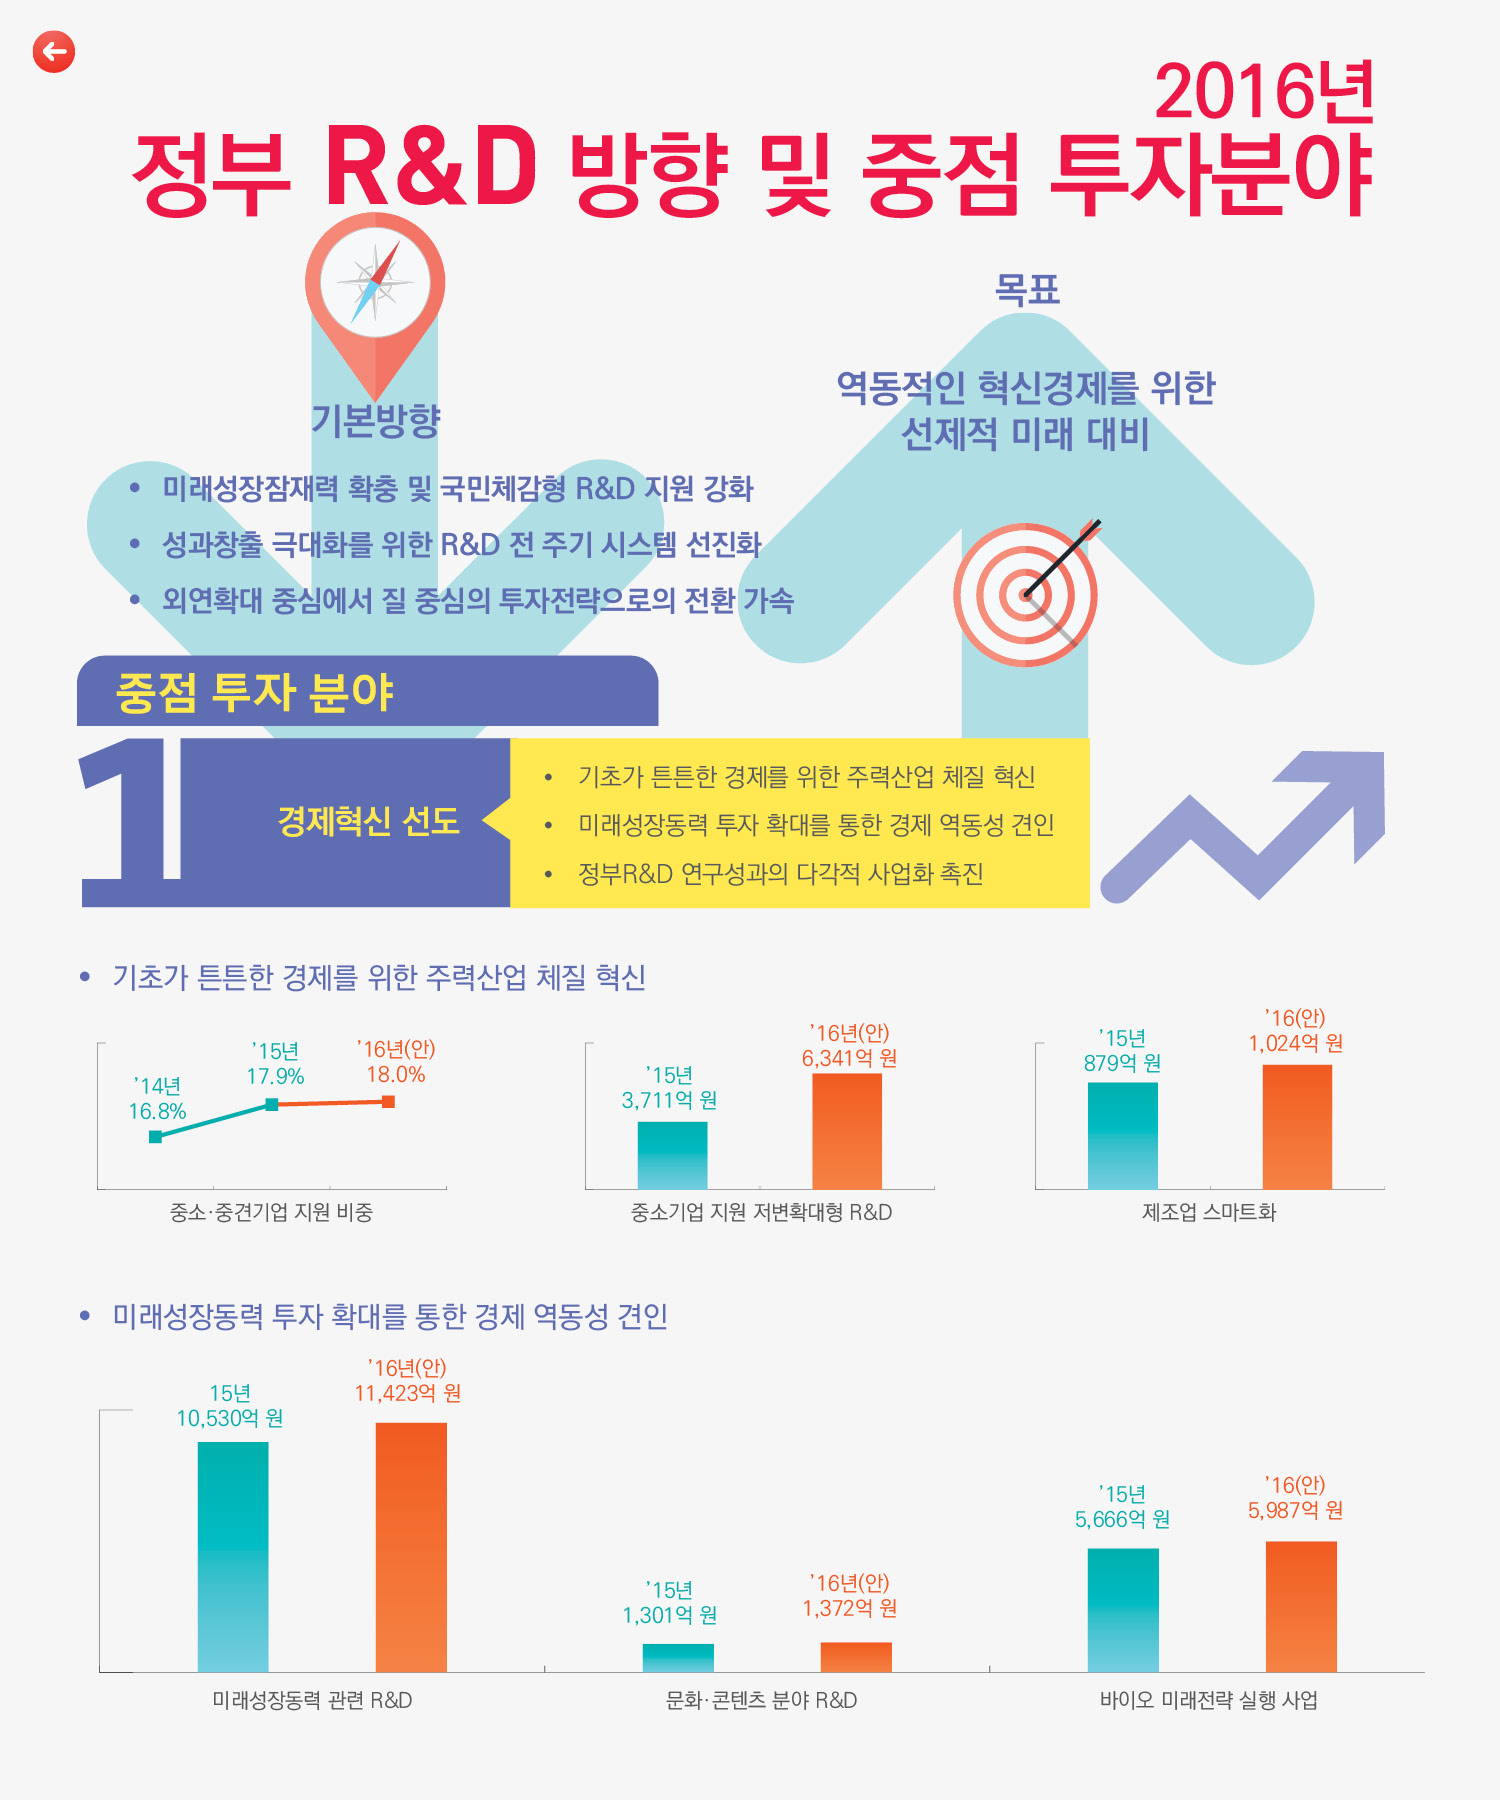 2016년
정부 R&D 방향 및 중점 투자분야
기본방향
• 미래성장잠재력 확충 및 국민체감형 R&D 지원 강화
• 성과창출 극대화를 위한 R&D 전 주기 시스템 선진화
• 외연확대 중심에서 질 중심의 투자전략으로의 전환 가속
목표
역동적인 혁신경제를 위한
선제적 미래 대비
중점 투자 분야
1
경제혁신 선도
• 기초가 튼튼한 경제를 위한 주력산업 체질 혁신
• 미래성장동력 투자 확대를 통한 경제 역동성 견인
• 정부R&D 연구성과의 다각적 사업화 촉진
• 기초가 튼튼한 경제를 위한 주력산업 체질 혁신
’14년
16.8%
’15년
17.9%
’16년(안)
18.0%
중소·중견기업 지원 비중
’15년
3,711억 원
’16년(안)
6,341억 원
중소기업 지원 저변확대형 R&D
’15년
879억 원
’16(안)
1,024억 원
제조업 스마트화
• 미래성장동력 투자 확대를 통한 경제 역동성 견인
15년
10,530억 원
’16년(안)
11,423억 원
미래성장동력 관련 R&D
’15년
1,301억 원
’16년(안)
1,372억 원
문화·콘텐츠 분야 R&D
’15년
5,666억 원
’16(안)
5,987억 원
바이오 미래전략 실행 사업